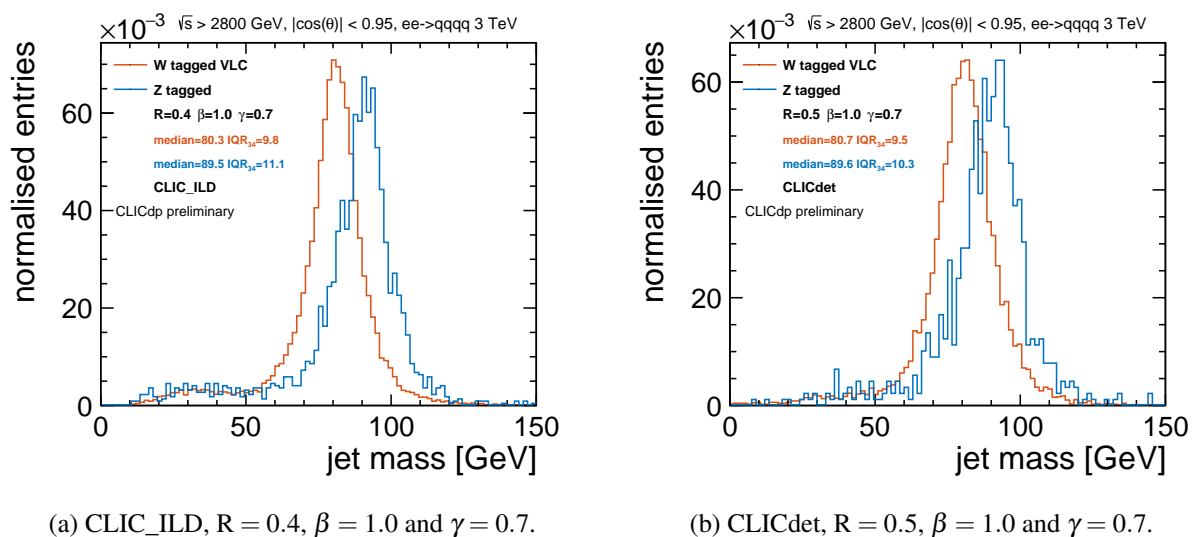 ×10⁻³ √s > 2800 GeV, |cos(θ)| < 0.95, ee->qqqq 3 TeV
normalised entries
W tagged VLC
Z tagged
R=0.4 β=1.0 γ=0.7
median=80.3 IQR₃₄=9.8
median=89.5 IQR₃₄=11.1
CLIC_ILD
CLICdp preliminary
60
40
20
0
0 50 100 150
jet mass [GeV]
(a) CLIC_ILD, R = 0.4, β = 1.0 and γ = 0.7.
×10⁻³ √s > 2800 GeV, |cos(θ)| < 0.95, ee->qqqq 3 TeV
normalised entries
W tagged VLC
Z tagged
R=0.5 β=1.0 γ=0.7
median=80.7 IQR₃₄=9.5
median=89.6 IQR₃₄=10.3
CLICdet
CLICdp preliminary
60
40
20
0
0 50 100 150
jet mass [GeV]
(b) CLICdet, R = 0.5, β = 1.0 and γ = 0.7.